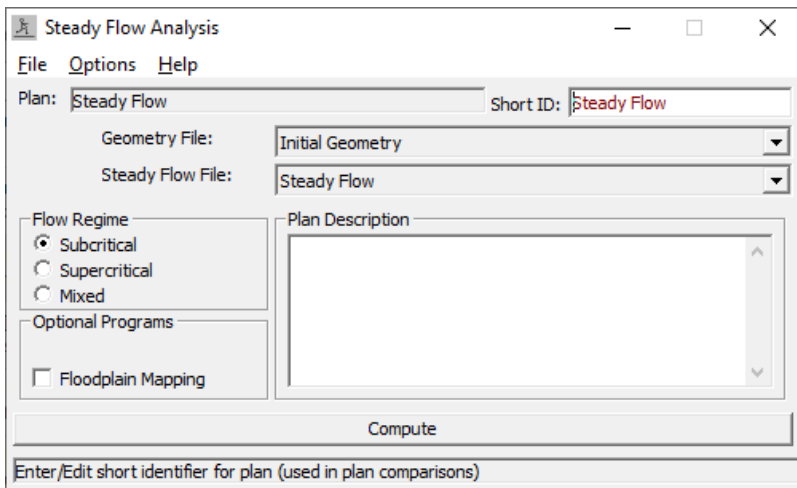 Steady Flow Analysis
File Options Help
Plan: Steady Flow Short ID: Steady Flow
Geometry File: Initial Geometry
Steady Flow File: Steady Flow
Flow Regime
Subcritical
Supercritical
Mixed
Plan Description
Optional Programs
Floodplain Mapping
Compute
Enter/Edit short identifier for plan (used in plan comparisons)